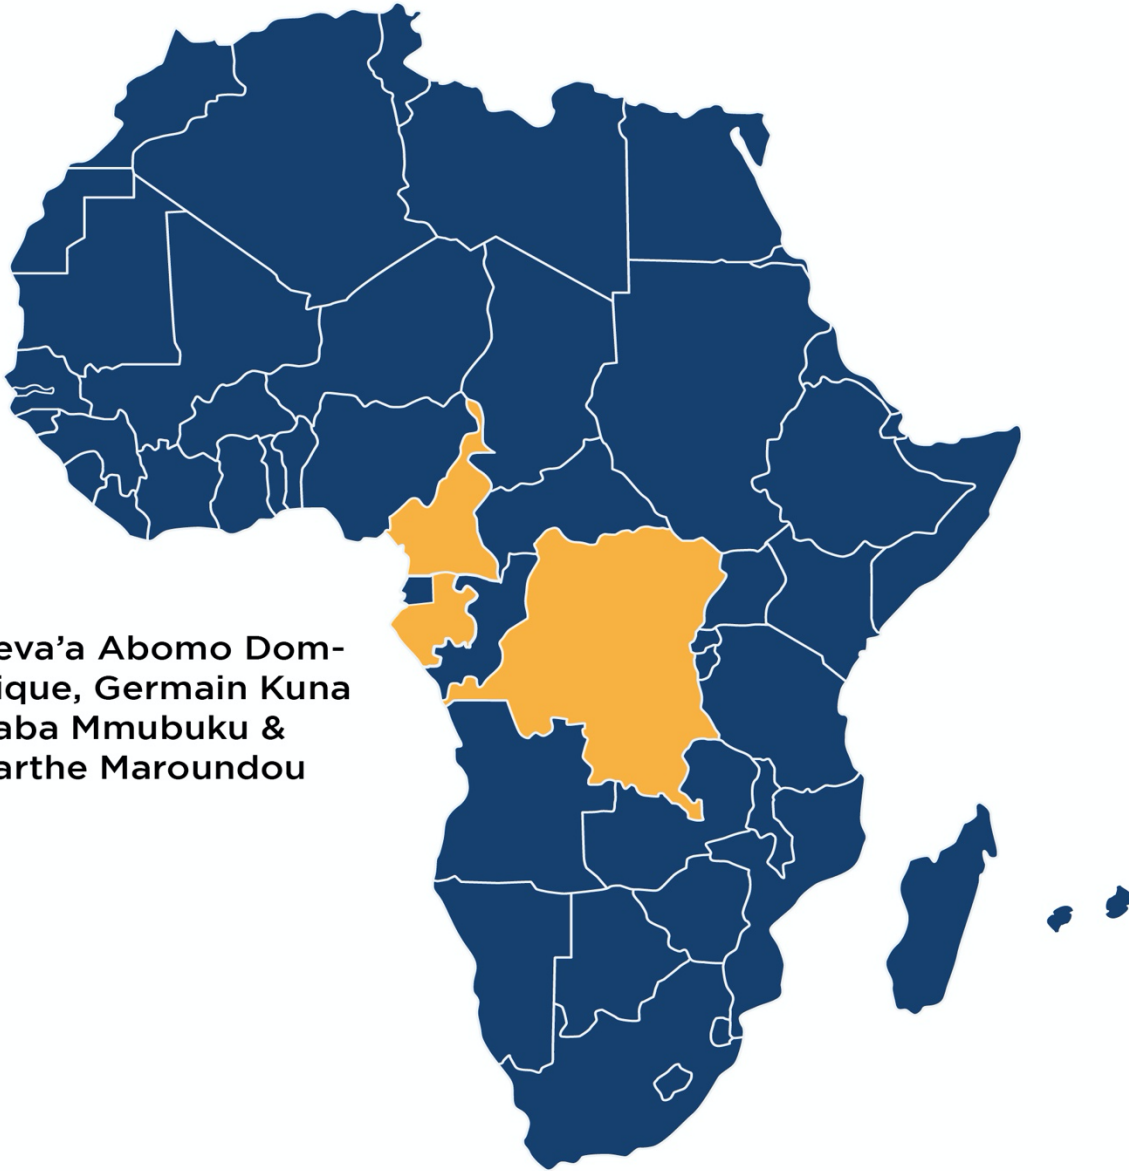 eva’a Abomo Dom-
ique, Germain Kuna
aba Mmubuku &
arthe Maroundou